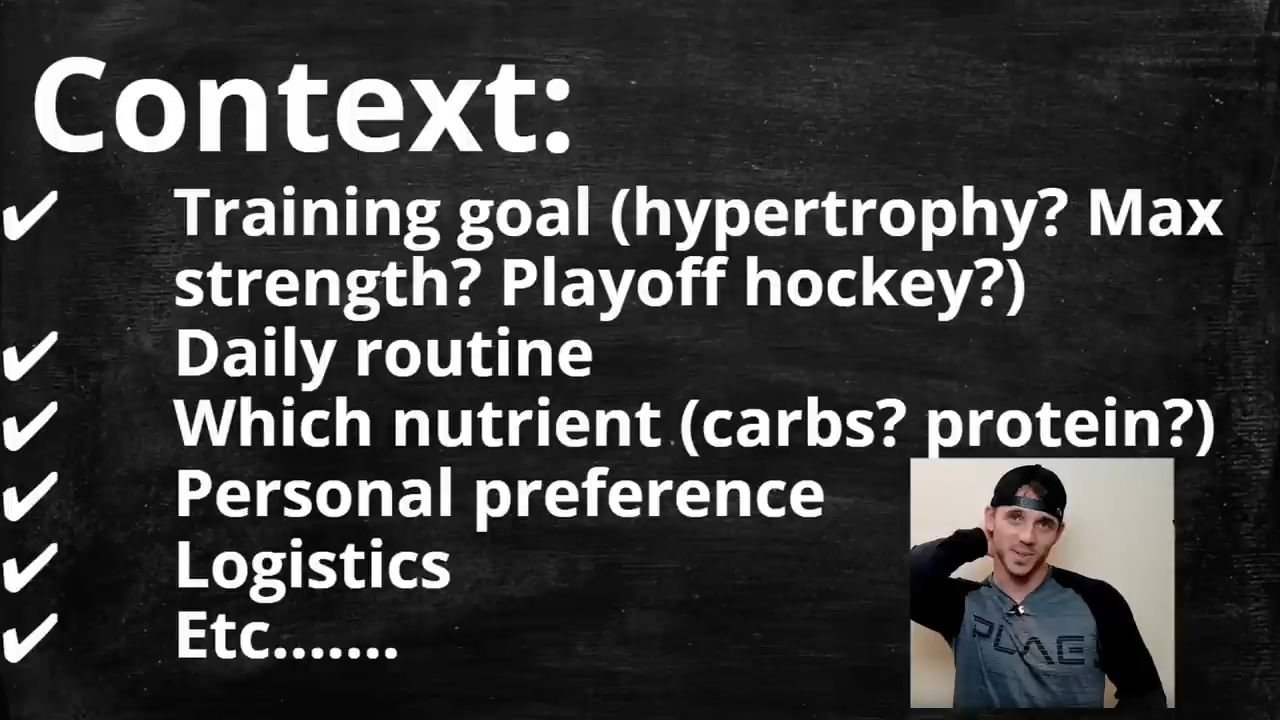 Context:
✔ Training goal (hypertrophy? Max
strength? Playoff hockey?)
✔ Daily routine
✔ Which nutrient (carbs? protein?)
✔ Personal preference
✔ Logistics
✔ Etc.......